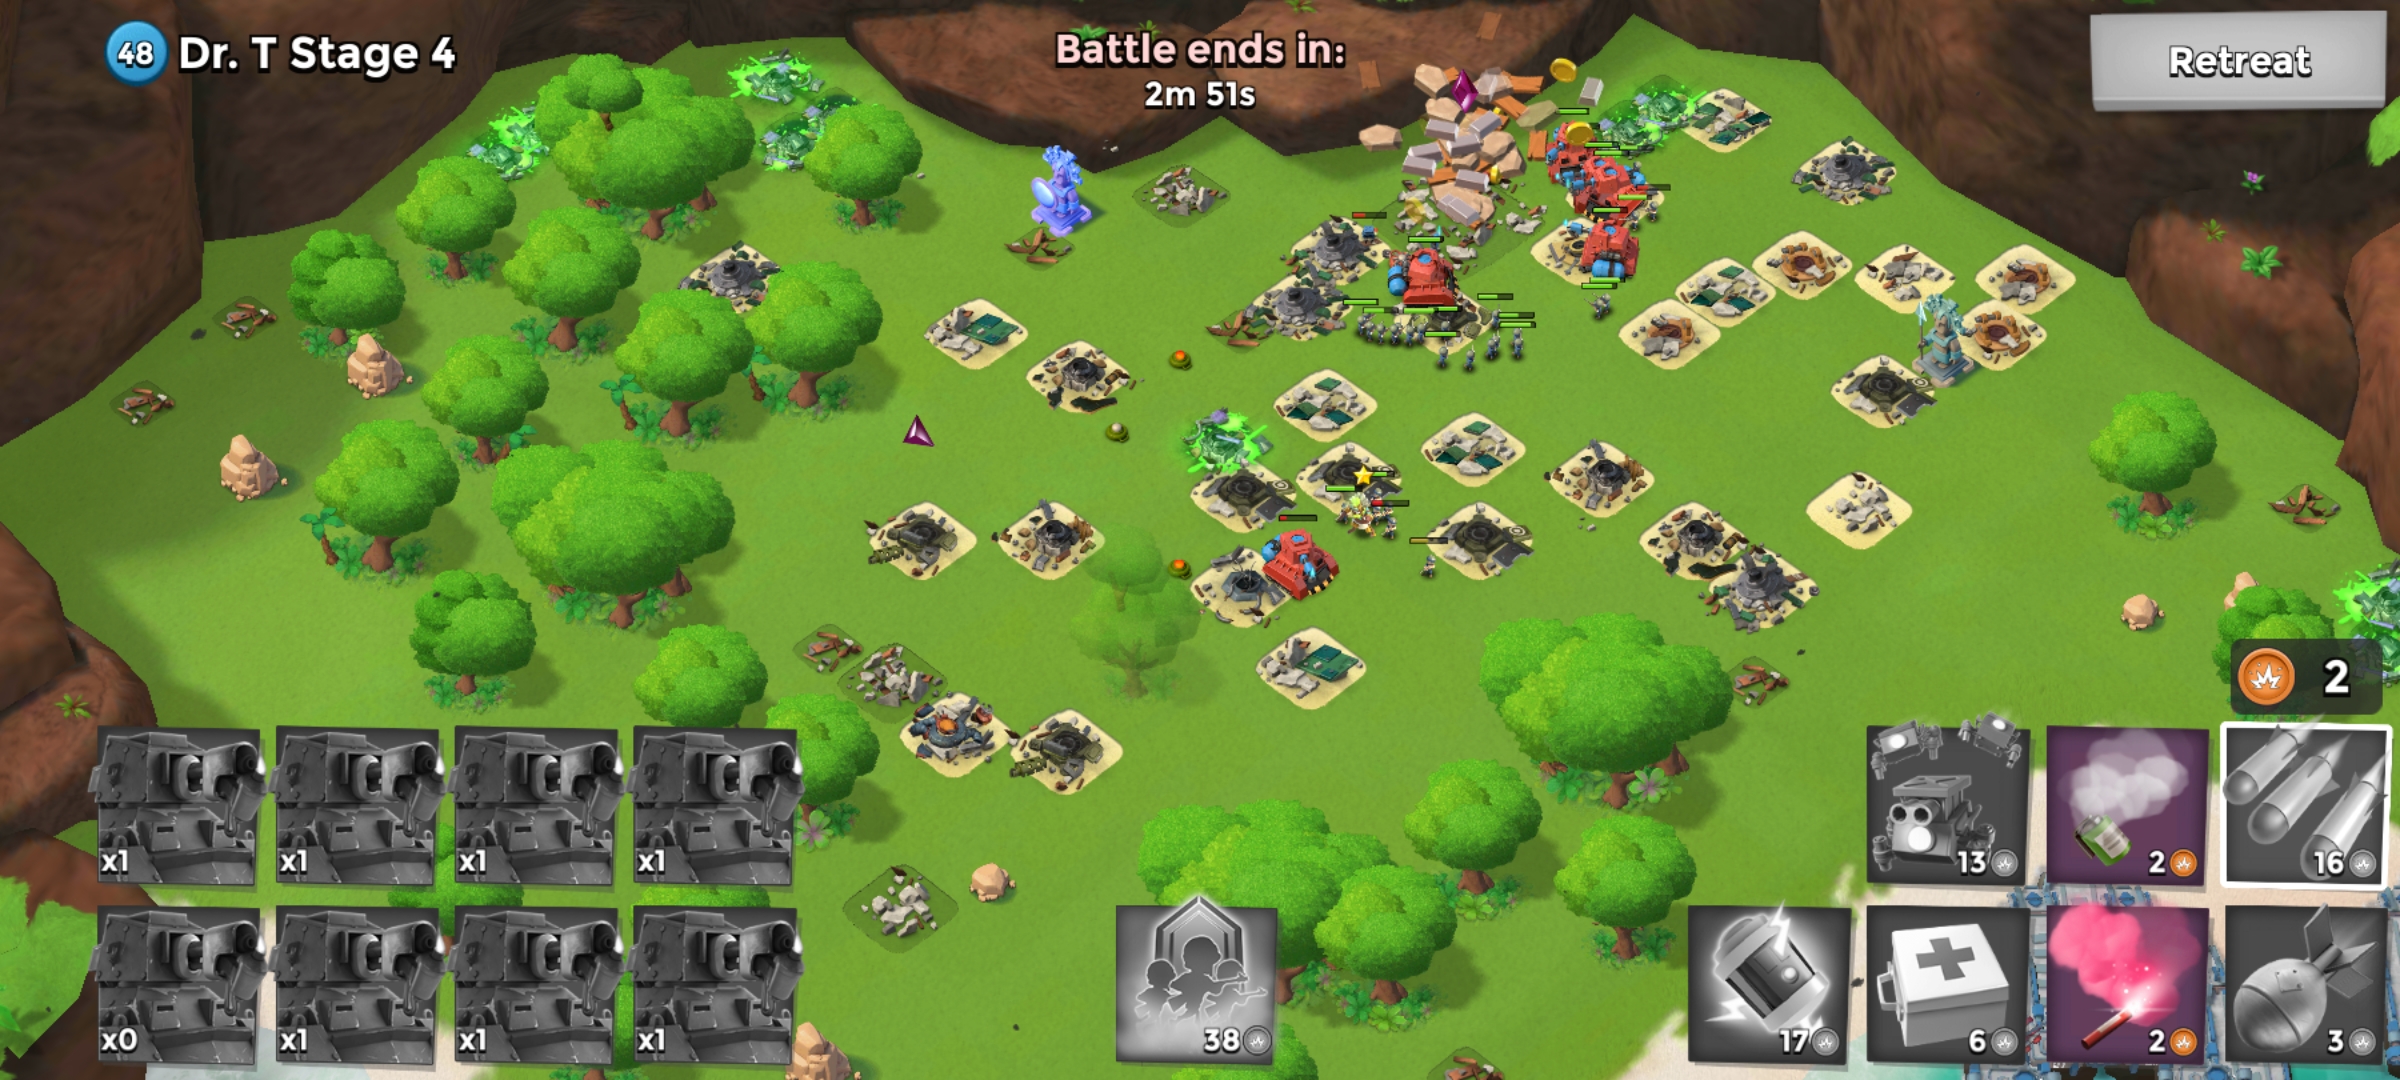 48 Dr. T Stage 4
Battle ends in:
2m 51s
Retreat
2
x1 x1 x1 x1
13 2 16
x0 x1 x1 x1
38 17 6 2 3